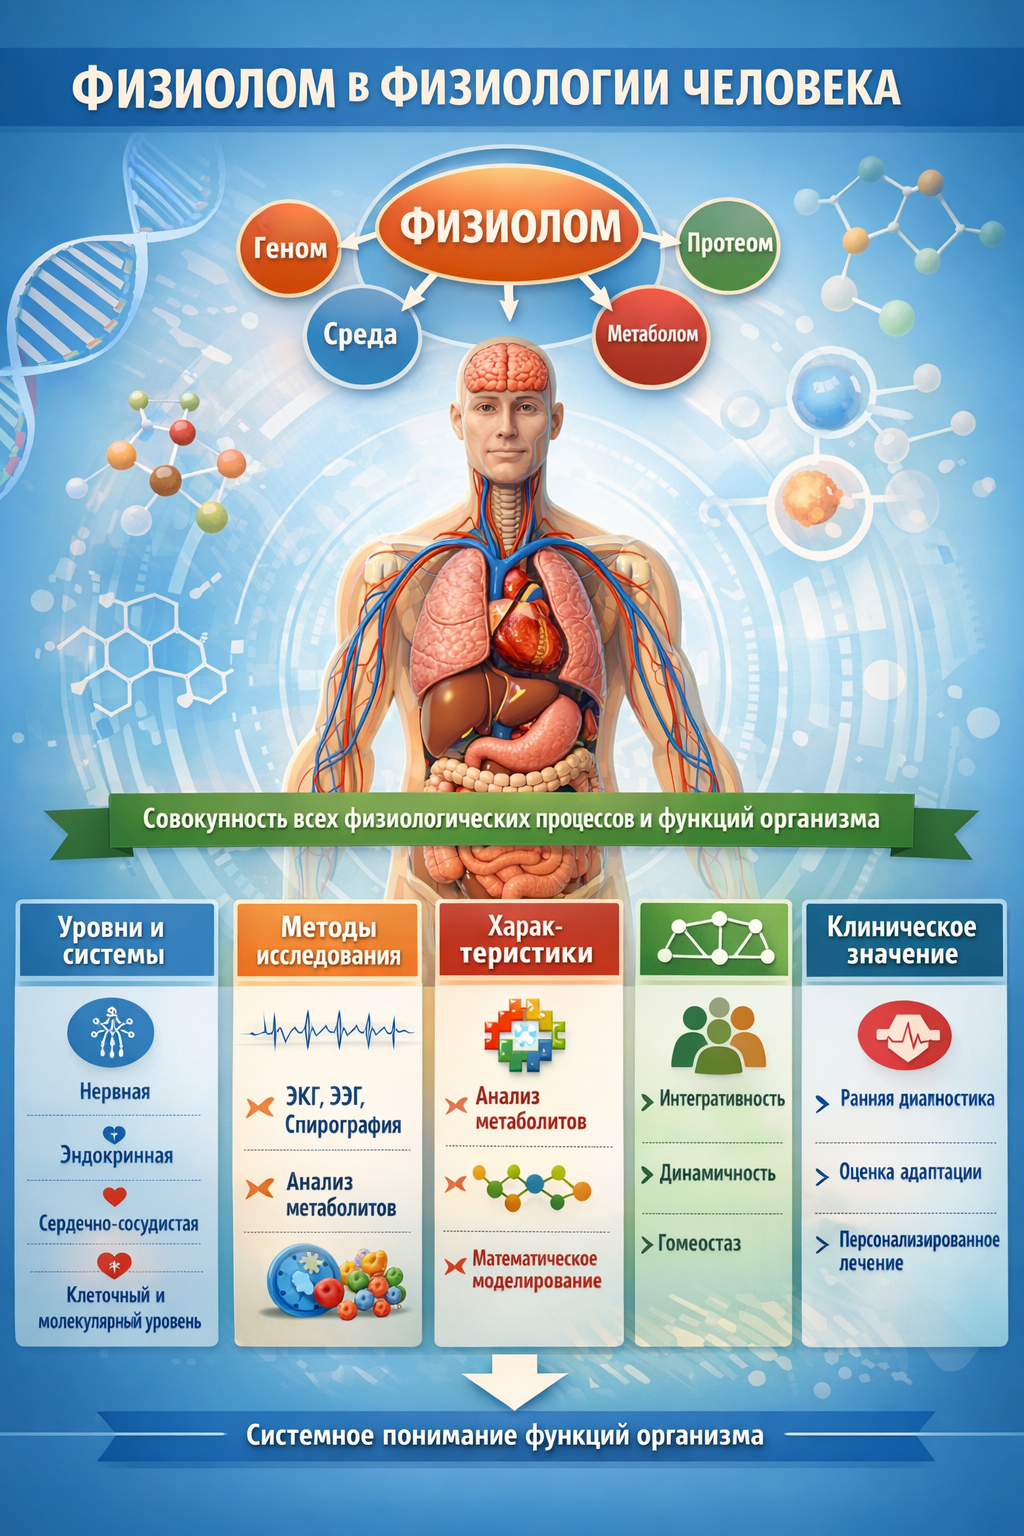 ФИЗИОЛОМ В ФИЗИОЛОГИИ ЧЕЛОВЕКА
ФИЗИОЛОМ
Геном
Протеом
Среда
Метаболом
Совокупность всех физиологических процессов и функций организма
Уровни и
системы
Нервная
Эндокринная
Сердечно-сосудистая
Клеточный и
молекулярный уровень
Методы
исследования
ЭКГ, ЭЭГ,
Спирография
Анализ
метаболитов
Харак-
теристики
Анализ
метаболитов
Математическое
моделирование
Интегративность
Динамичность
Гомеостаз
Клиническое
значение
Ранняя диагностика
Оценка адаптации
Персонализированное
лечение
Системное понимание функций организма